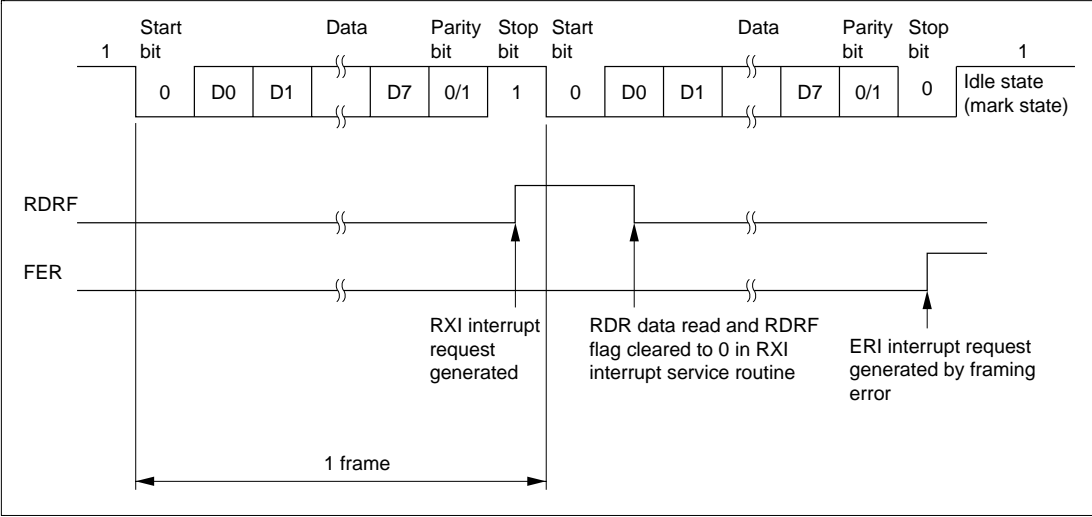 Start Data Parity Stop Start Data Parity Stop
1 bit bit bit bit bit bit 1
0 D0 D1 D7 0/1 1 0 D0 D1 D7 0/1 0 Idle state
(mark state)
RDRF
FER
RXI interrupt
request
generated
RDR data read and RDRF
flag cleared to 0 in RXI
interrupt service routine
ERI interrupt request
generated by framing
error
1 frame